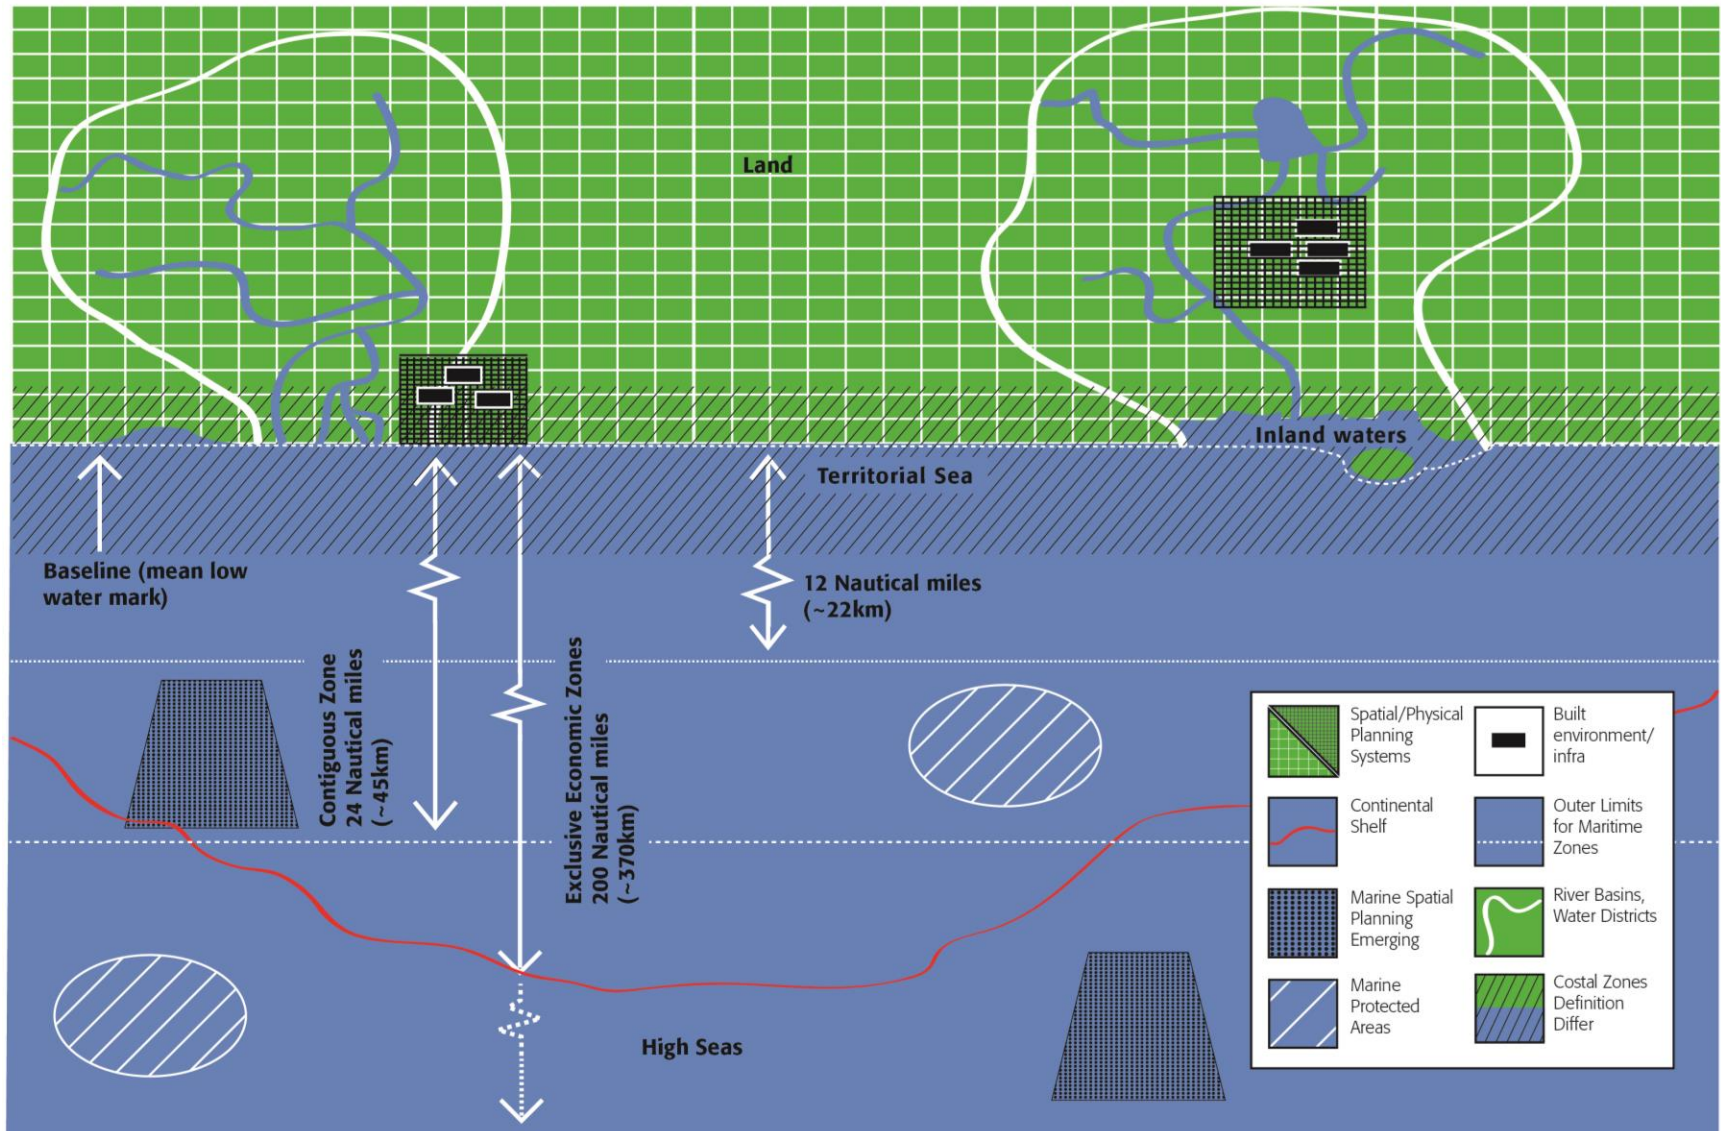 Land
Inland waters
Territorial Sea
Baseline (mean low
water mark)
12 Nautical miles
(~22km)
Contiguous Zone
24 Nautical miles
(~45km)
Exclusive Economic Zones
200 Nautical miles
(~370km)
High Seas
Spatial/Physical
Planning
Systems
Built
environment/
infra
Continental
Shelf
Outer Limits
for Maritime
Zones
Marine Spatial
Planning
Emerging
River Basins,
Water Districts
Marine
Protected
Areas
Costal Zones
Definition
Differ